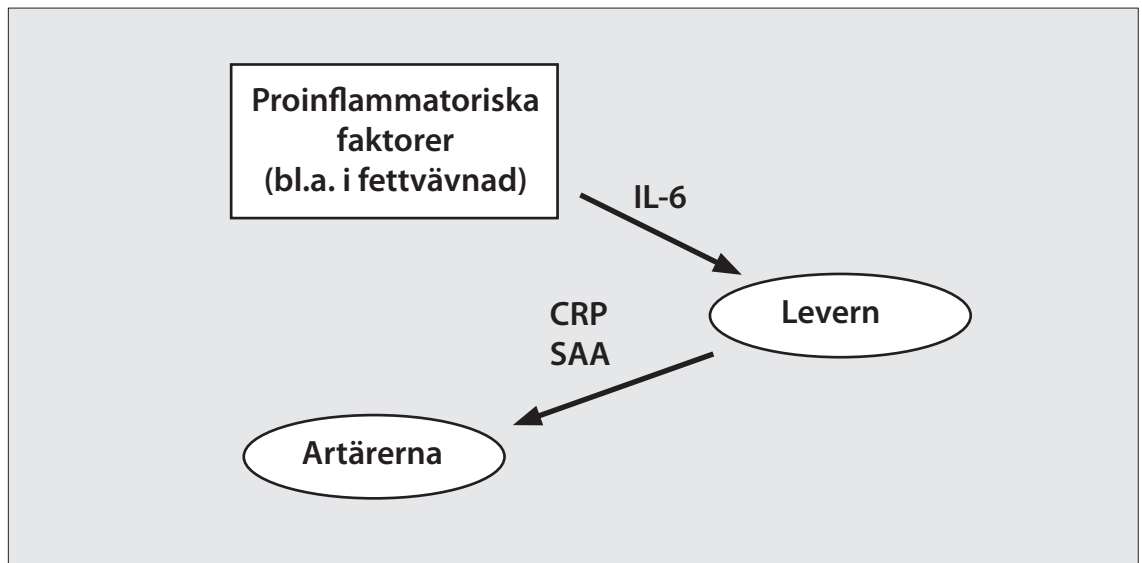 Proinflammatoriska
faktorer
(bl.a. i fettvävnad)
IL-6
Levern
CRP
SAA
Artärerna